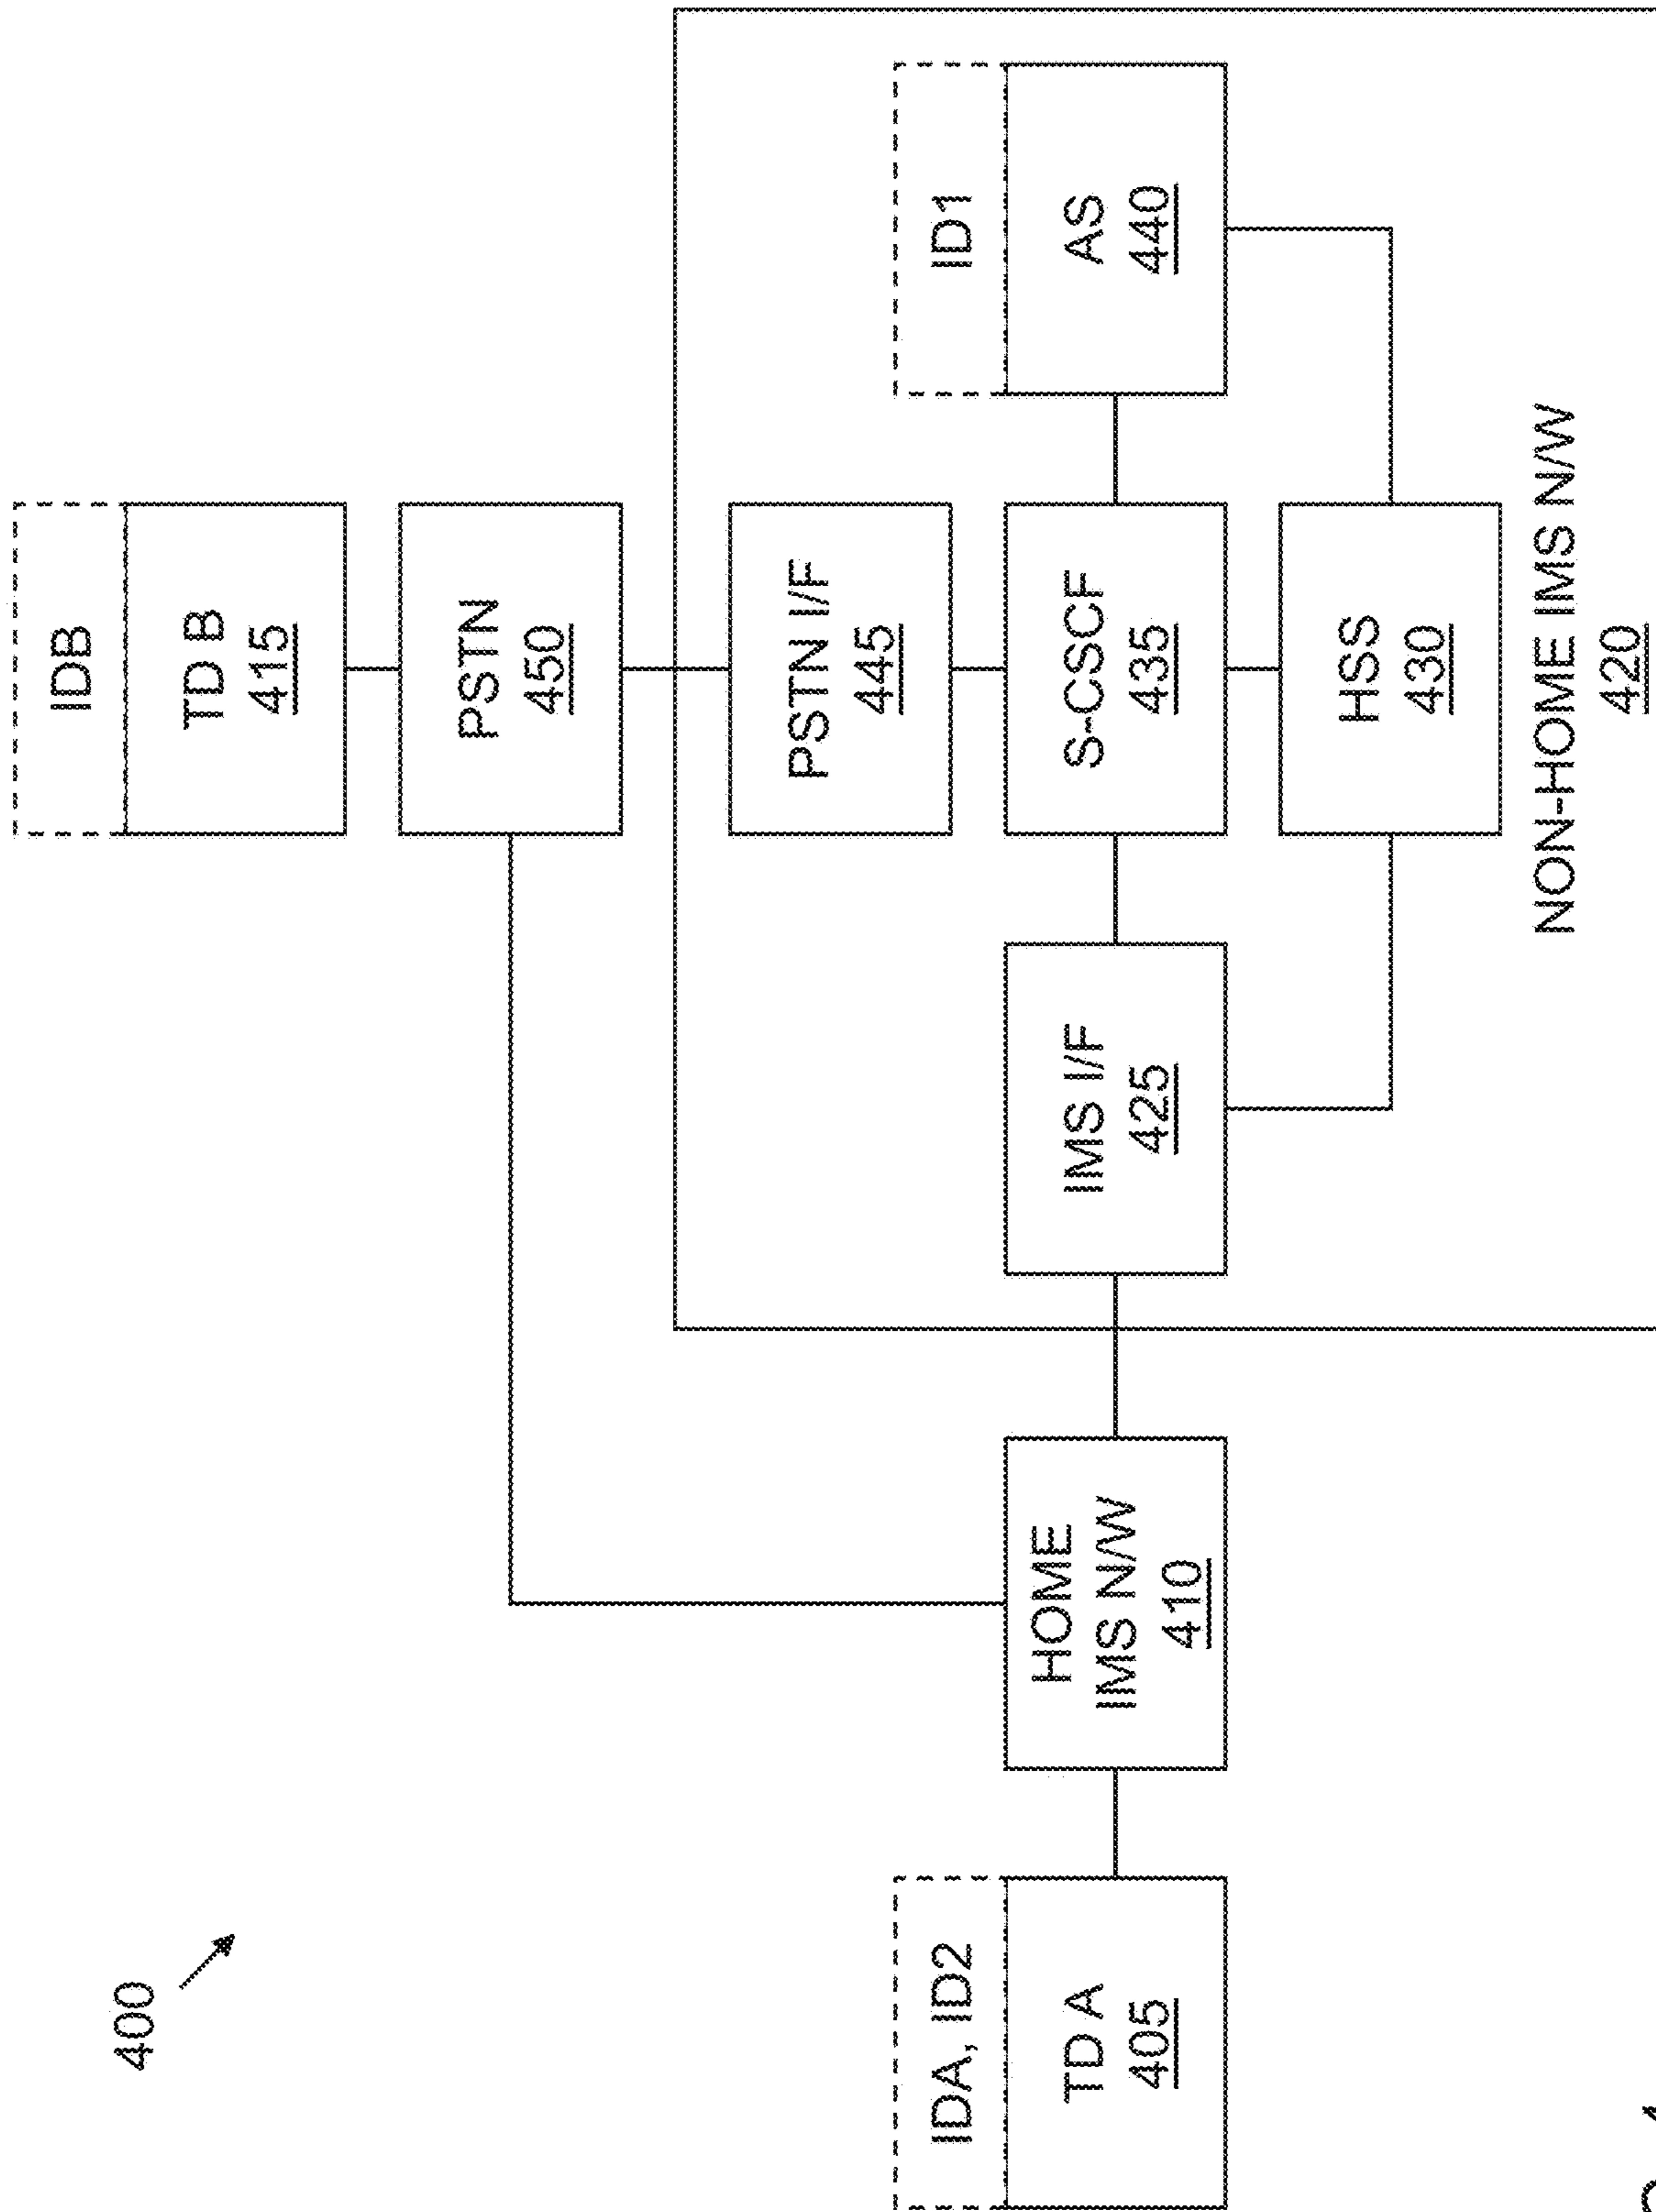 400
IDB
TD B
415
PSTN
450
PSTN I/F
445
IDA, ID2
TD A
405
HOME
IMS N/W
410
IMS I/F
425
S-CSCF
435
ID1
AS
440
HSS
430
NON-HOME IMS N/W
420